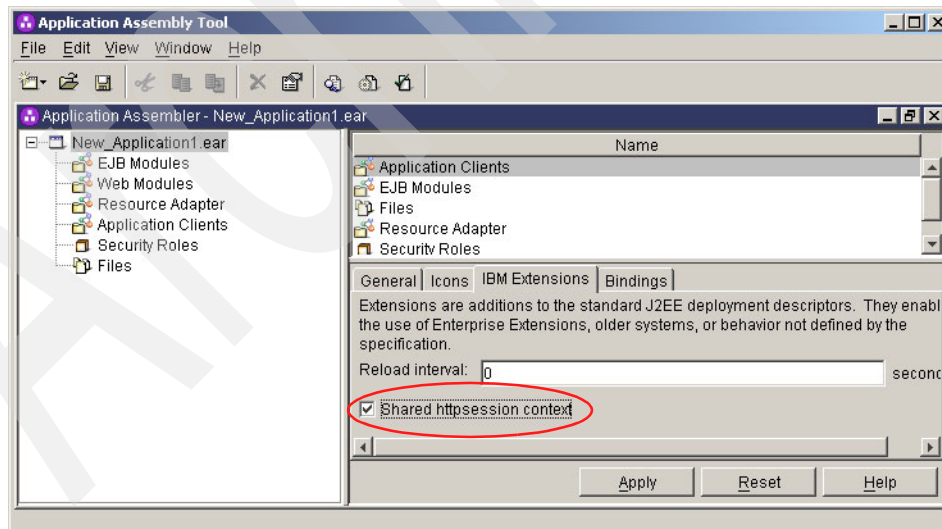 Application Assembly Tool
File Edit View Window Help
Application Assembler - New_Application1.ear
New_Application1.ear
EJB Modules
Web Modules
Resource Adapter
Application Clients
Security Roles
Files
Name
Application Clients
EJB Modules
Files
Resource Adapter
Security Roles
General Icons IBM Extensions Bindings
Extensions are additions to the standard J2EE deployment descriptors. They enabl
the use of Enterprise Extensions, older systems, or behavior not defined by the
specification.
Reload interval: 0 second
Shared httpsession context
Apply Reset Help